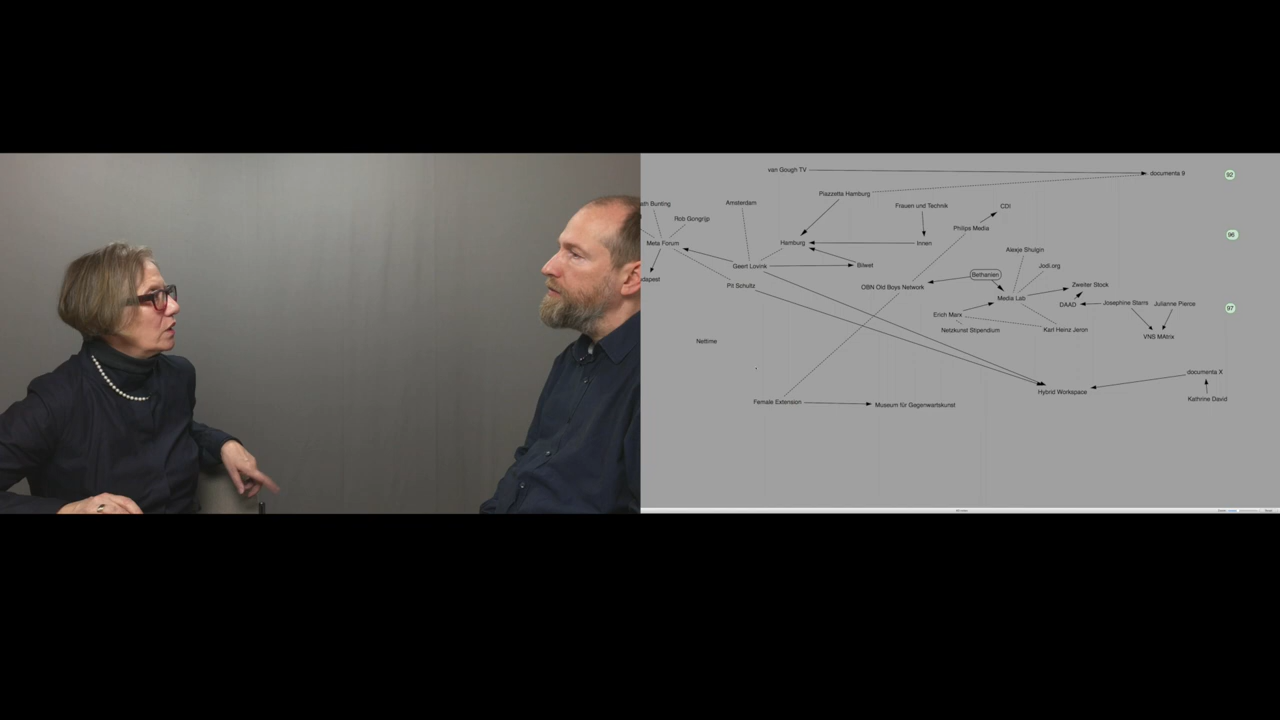 van Gough TV
documenta 9
92
Piazzetta Hamburg
ath Bunting
Amsterdam
Frauen und Technik
CDI
Rob Gongrijp
Philips Media
96
Meta Forum
Hamburg
Innen
Alexje Shulgin
Geert Lovink
Bilwet
Jodi.org
dapest
Bethanien
Pit Schultz
OBN Old Boys Network
Zweiter Stock
Media Lab
DAAD
Josephine Starrs
Julianne Pierce
97
Erich Marx
Netzkunst Stipendium
Karl Heinz Jeron
VNS MAtrix
Nettime
documenta X
Hybrid Workspace
Kathrine David
Female Extension
Museum für Gegenwartskunst